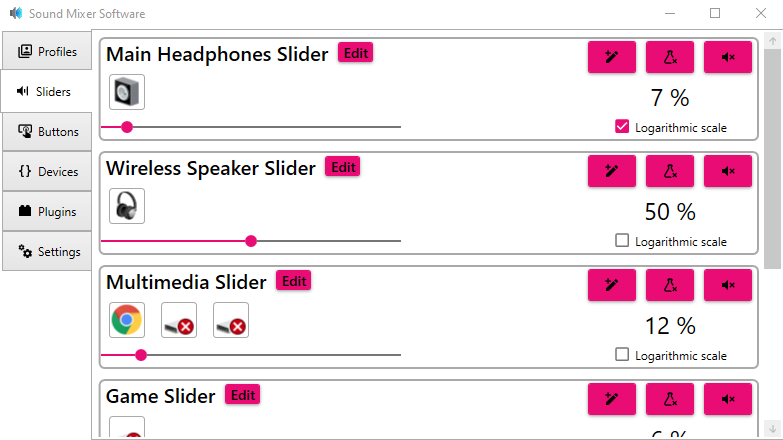 Sound Mixer Software
Profiles
Sliders
Buttons
Devices
Plugins
Settings
Main Headphones Slider Edit
7 %
Logarithmic scale
Wireless Speaker Slider Edit
50 %
Logarithmic scale
Multimedia Slider Edit
12 %
Logarithmic scale
Game Slider Edit
6 %